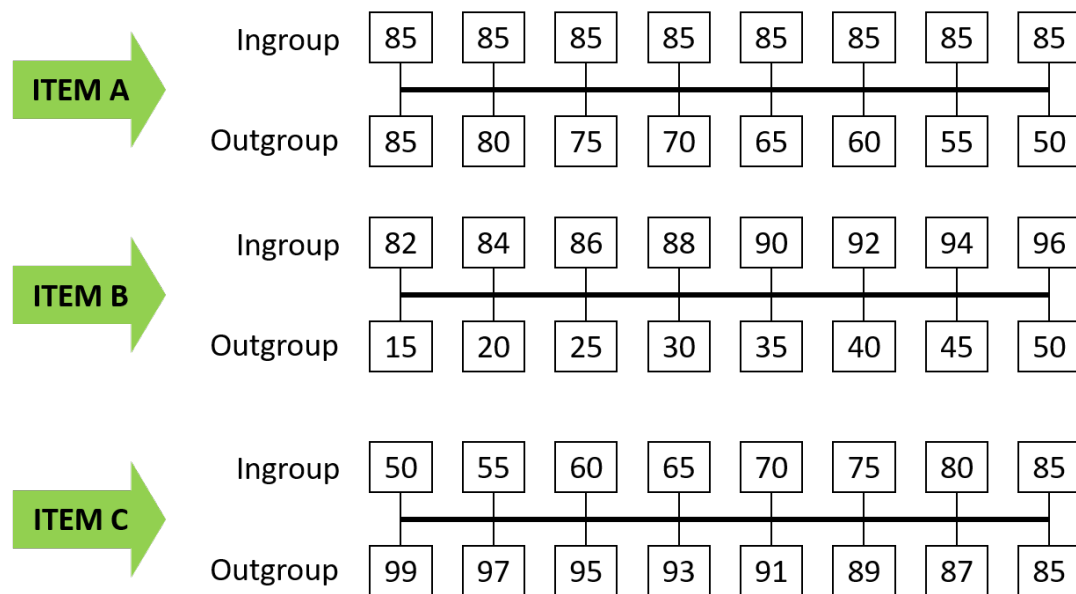 Ingroup 85 85 85 85 85 85 85 85
ITEM A
Outgroup 85 80 75 70 65 60 55 50
Ingroup 82 84 86 88 90 92 94 96
ITEM B
Outgroup 15 20 25 30 35 40 45 50
Ingroup 50 55 60 65 70 75 80 85
ITEM C
Outgroup 99 97 95 93 91 89 87 85